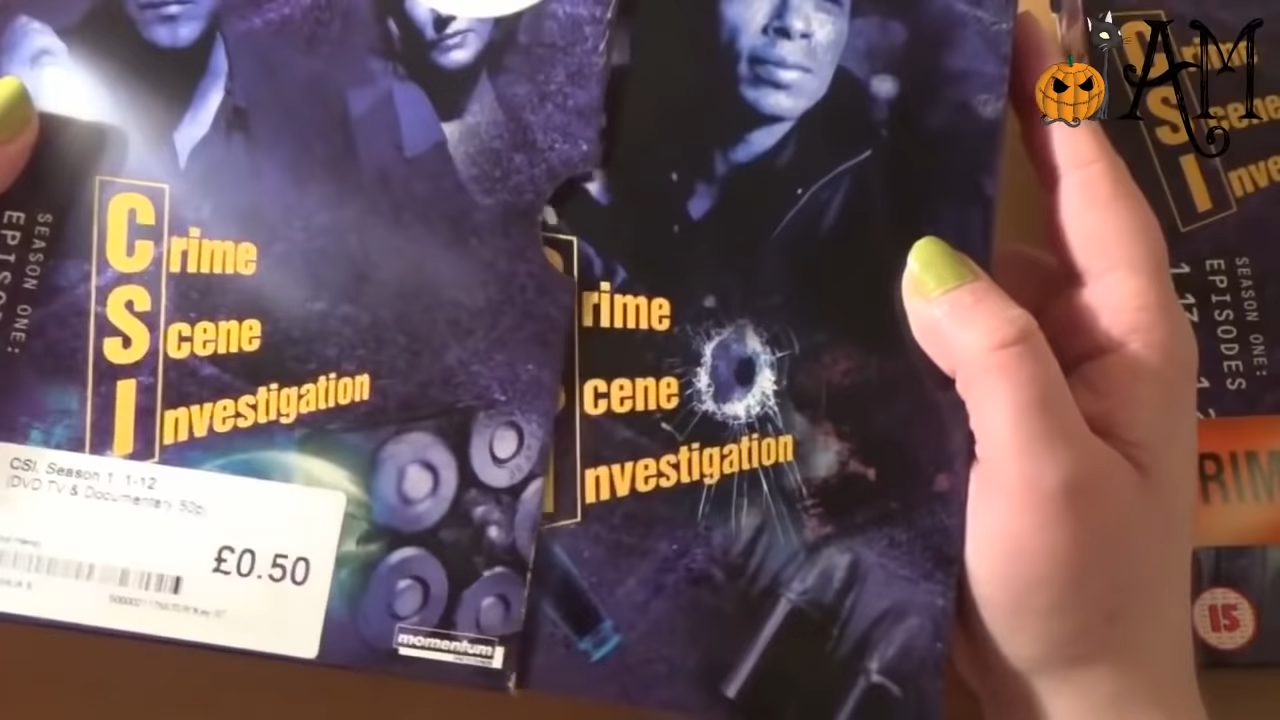 SEASON ONE:
Crime
Scene
Investigation
CSI, Season 1 1-12
(DVD TV & Documentary 50p)
£0.50
momentum
PICTURES
rime
cene
nvestigation
AM
Crime
Scene
Inve
SEASON ONE:
EPISODES
RIM
15